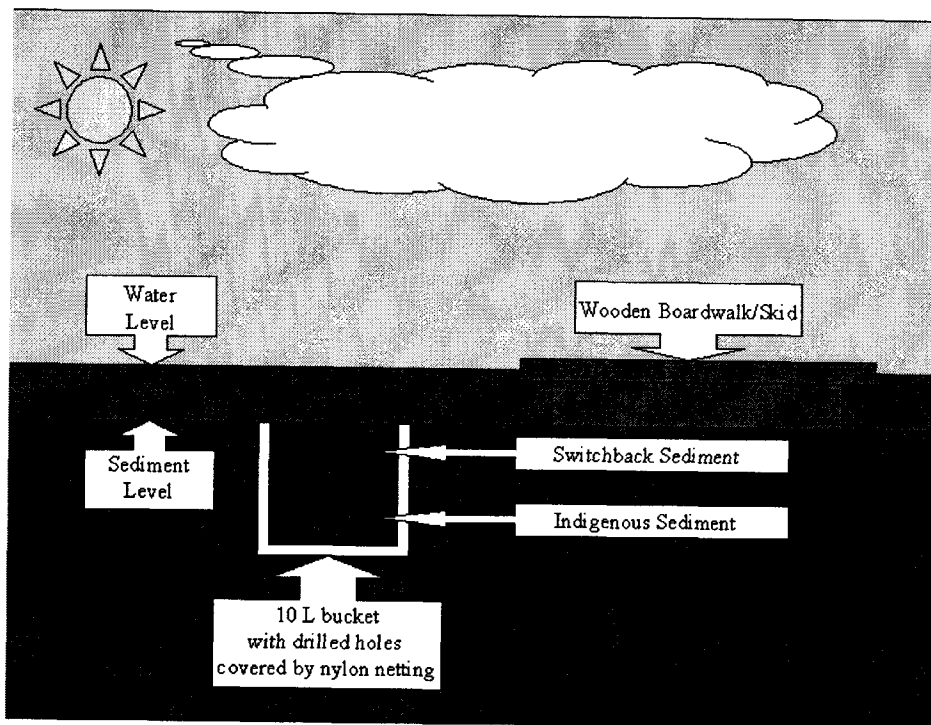 Water
Level
Wooden Boardwalk/Skid
Sediment
Level
Switchback Sediment
Indigenous Sediment
10 L bucket
with drilled holes
covered by nylon netting